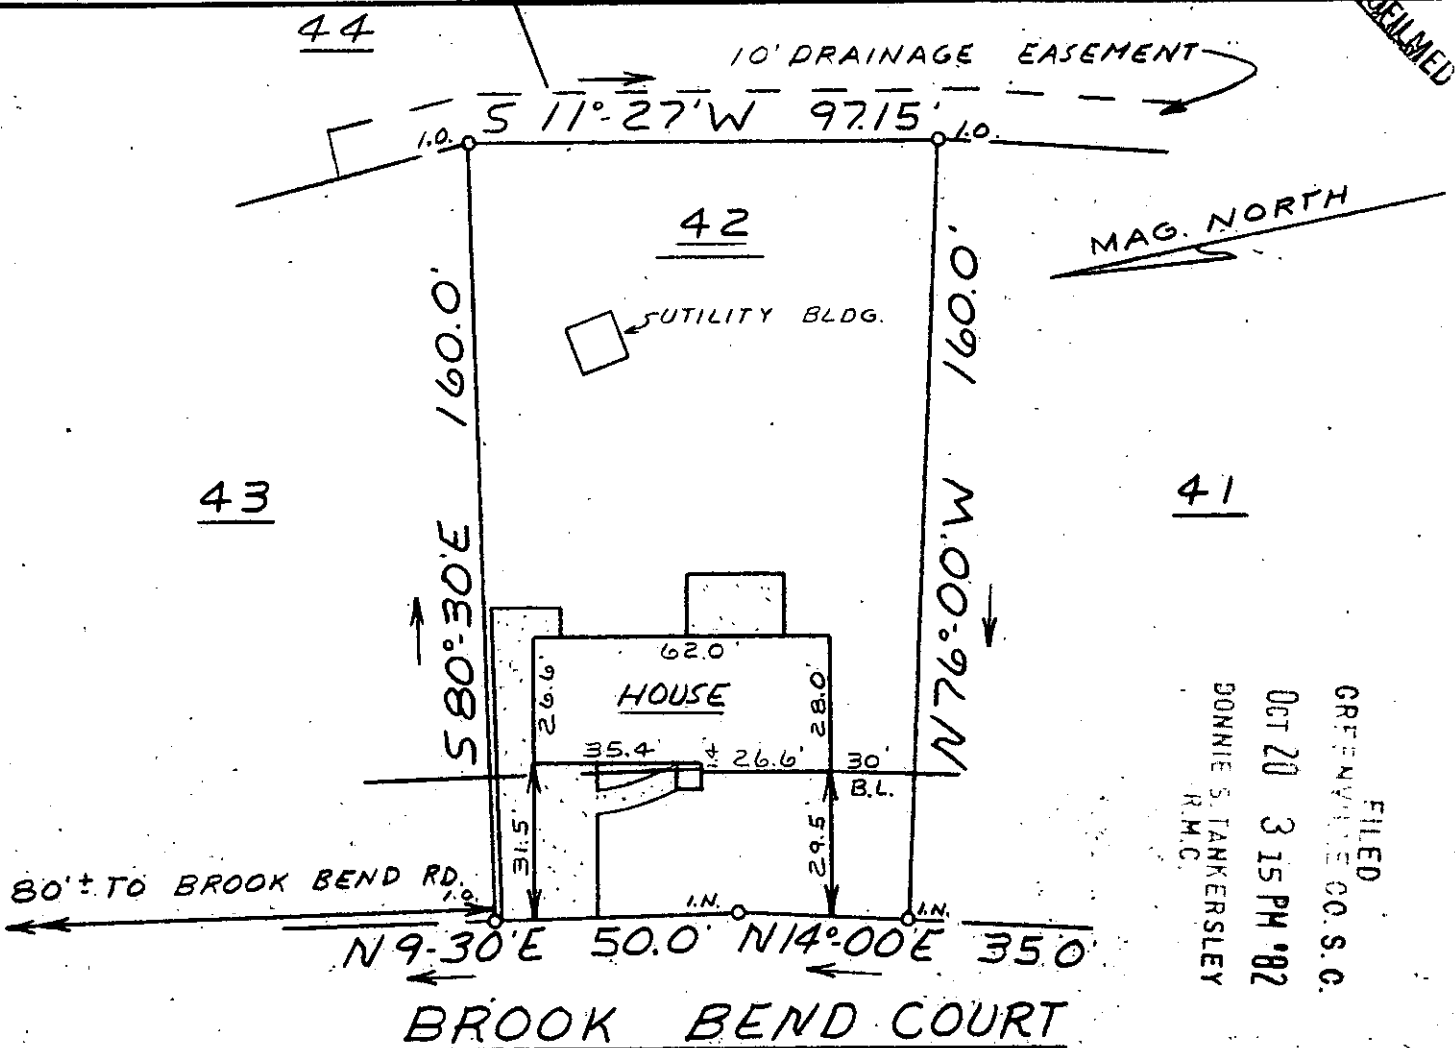 44
10' DRAINAGE EASEMENT
S 11°-27'W 97.15'
I.O.
I.O.
42
MAG. NORTH
UTILITY BLDG.
160.0'
160.0'
43
41
S 80°-30'E
N 76°-00'W
62.0'
26.6'
HOUSE
28.0'
35.4'
± 26.6'
30'
B.L.
31.5'
29.5'
80'± TO BROOK BEND RD.
I.O.
I.N.
I.N.
N 9-30'E 50.0' N 14°-00'E 35.0'
BROOK BEND COURT
FILED
GREENVILLE CO. S. C.
OCT 20 3 15 PM '82
DONNIE S. TANKERSLEY
R.M.C.